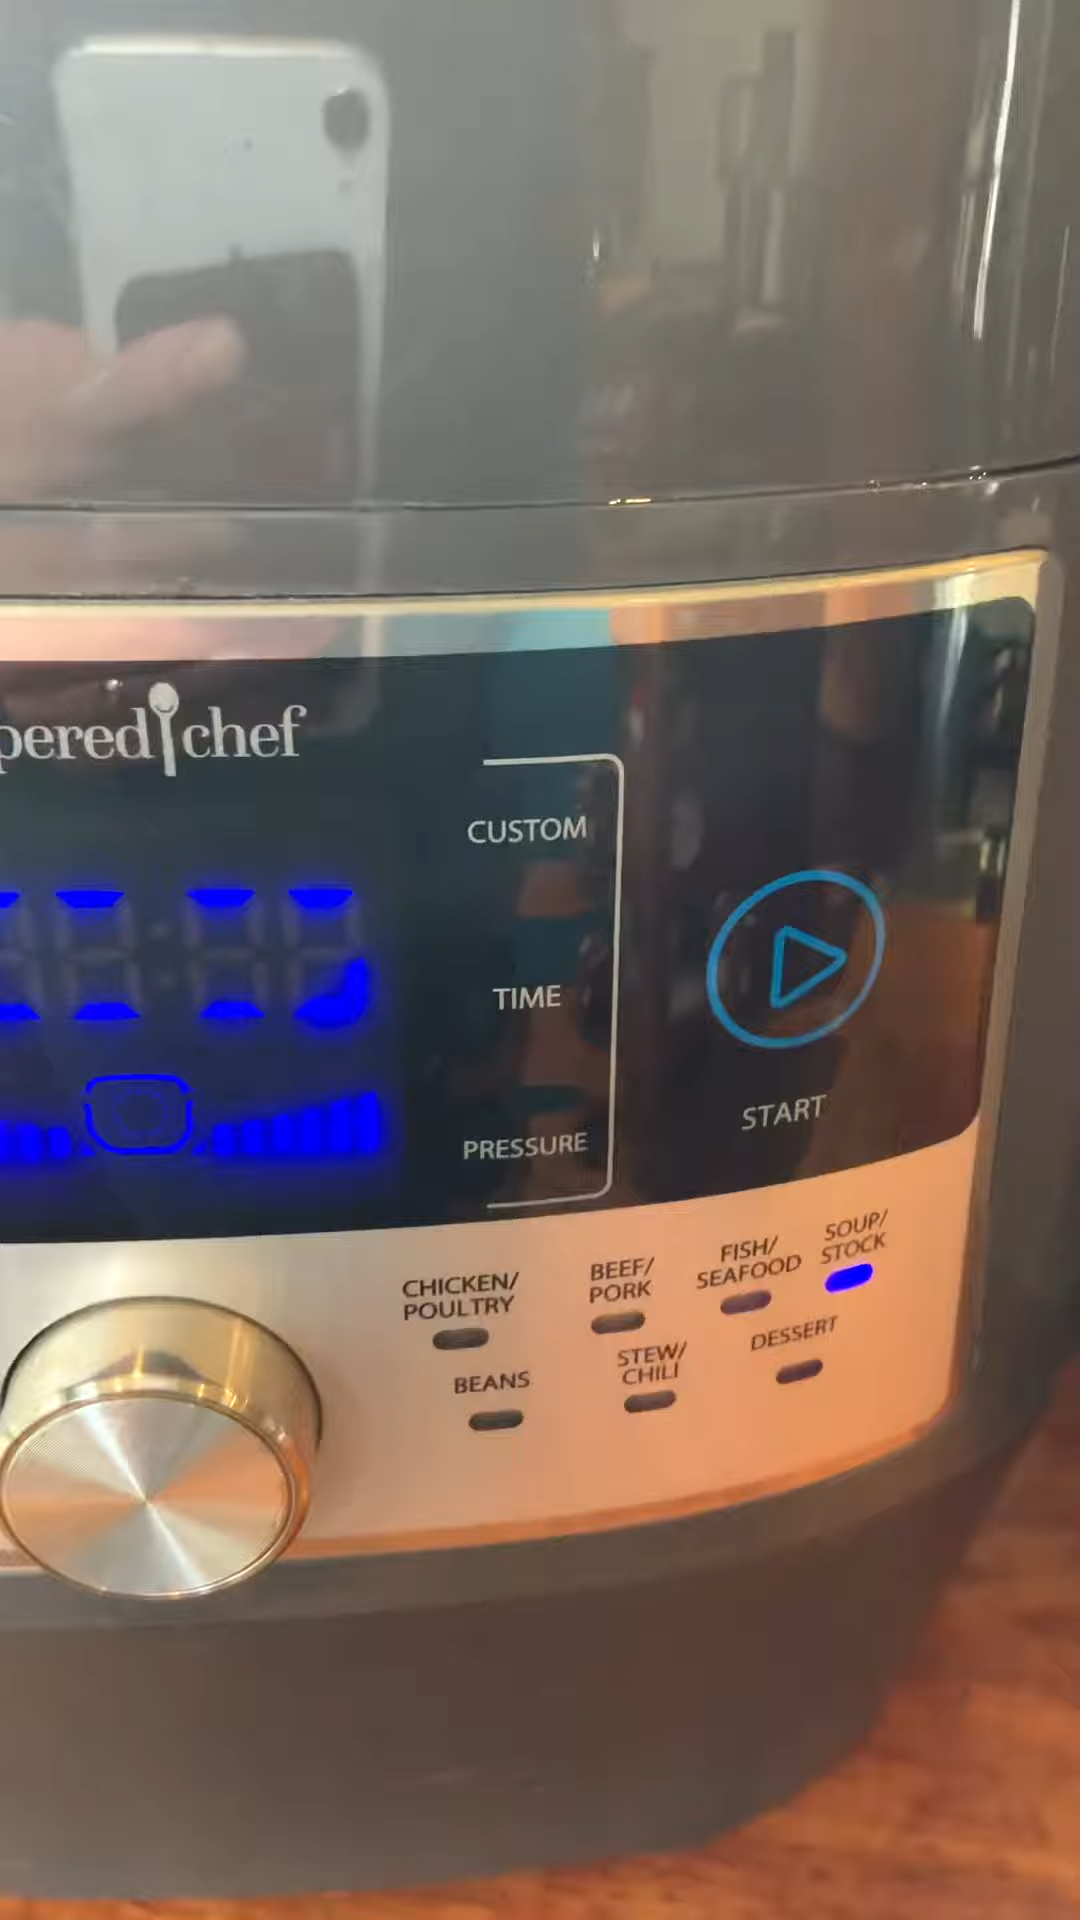 pered chef
CUSTOM
TIME
PRESSURE
START
CHICKEN/
POULTRY
BEEF/
PORK
FISH/
SEAFOOD
SOUP/
STOCK
BEANS
STEW/
CHILI
DESSERT